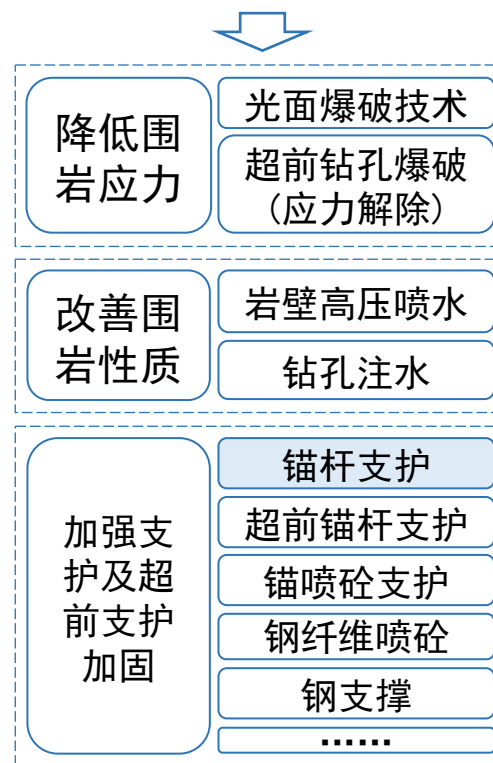 降低围
岩应力
光面爆破技术
超前钻孔爆破
(应力解除)
改善围
岩性质
岩壁高压喷水
钻孔注水
加强支
护及超
前支护
加固
锚杆支护
超前锚杆支护
锚喷砼支护
钢纤维喷砼
钢支撑
……